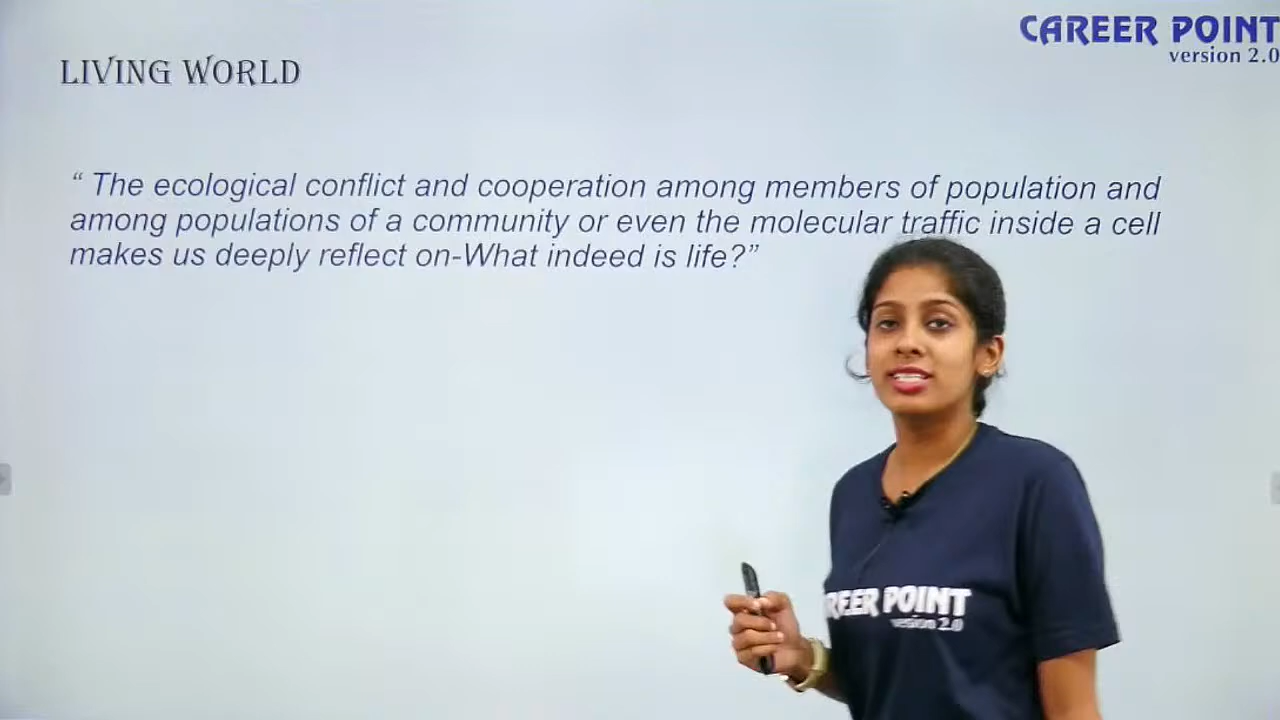 CAREER POINT
version 2.0
LIVING WORLD
“ The ecological conflict and cooperation among members of population and
among populations of a community or even the molecular traffic inside a cell
makes us deeply reflect on-What indeed is life?”
REER POINT
version 2.0